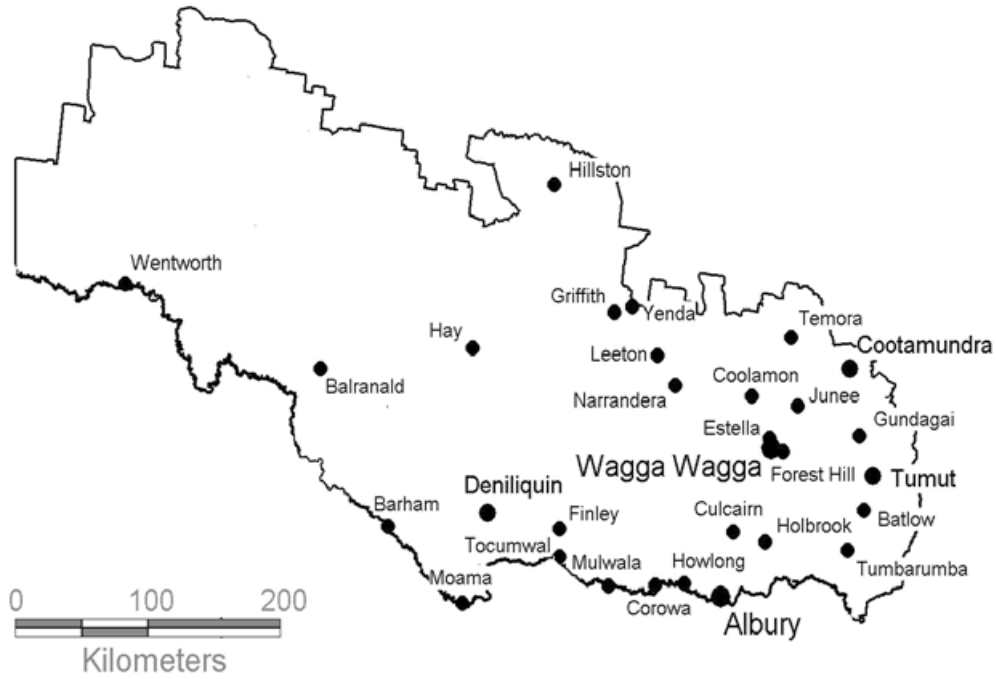 Hillston
Wentworth
Griffith
Yenda
Temora
Hay
Leeton
Cootamundra
Balranald
Coolamon
Narrandera
Junee
Estella
Gundagai
Wagga Wagga
Forest Hill
Tumut
Deniliquin
Barham
Finley
Culcairn
Holbrook
Batlow
Tocumwal
Mulwala
Howlong
Tumbarumba
Moama
Corowa
Albury
0 100 200
Kilometers